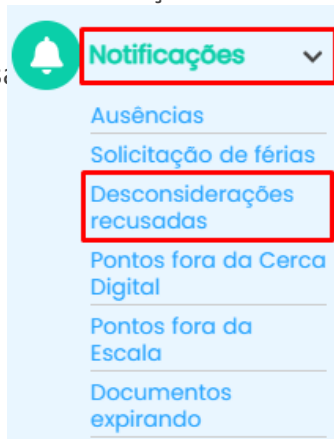 Notificações
Ausências
Solicitação de férias
Desconsiderações
recusadas
Pontos fora da Cerca
Digital
Pontos fora da
Escala
Documentos
expirando